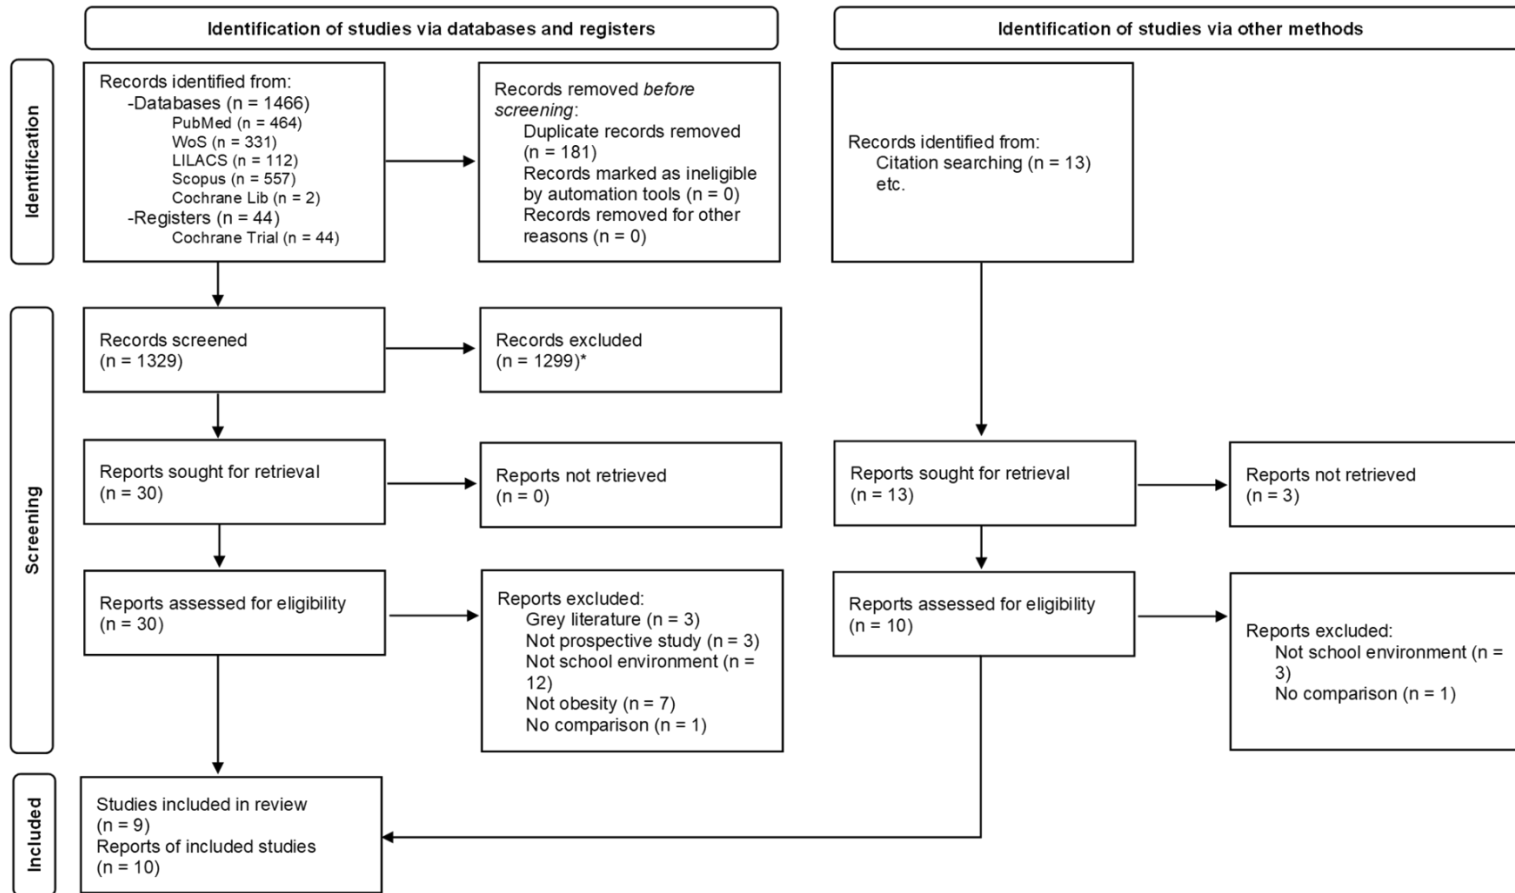 Identification of studies via databases and registers
Identification of studies via other methods
Identification
Records identified from:
-Databases (n = 1466)
PubMed (n = 464)
WoS (n = 331)
LILACS (n = 112)
Scopus (n = 557)
Cochrane Lib (n = 2)
-Registers (n = 44)
Cochrane Trial (n = 44)
Records removed before
screening:
Duplicate records removed
(n = 181)
Records marked as ineligible
by automation tools (n = 0)
Records removed for other
reasons (n = 0)
Records identified from:
Citation searching (n = 13)
etc.
Screening
Records screened
(n = 1329)
Records excluded
(n = 1299)*
Reports sought for retrieval
(n = 30)
Reports not retrieved
(n = 0)
Reports sought for retrieval
(n = 13)
Reports not retrieved
(n = 3)
Reports assessed for eligibility
(n = 30)
Reports excluded:
Grey literature (n = 3)
Not prospective study (n = 3)
Not school environment (n =
12)
Not obesity (n = 7)
No comparison (n = 1)
Reports assessed for eligibility
(n = 10)
Reports excluded:
Not school environment (n =
3)
No comparison (n = 1)
Included
Studies included in review
(n = 9)
Reports of included studies
(n = 10)